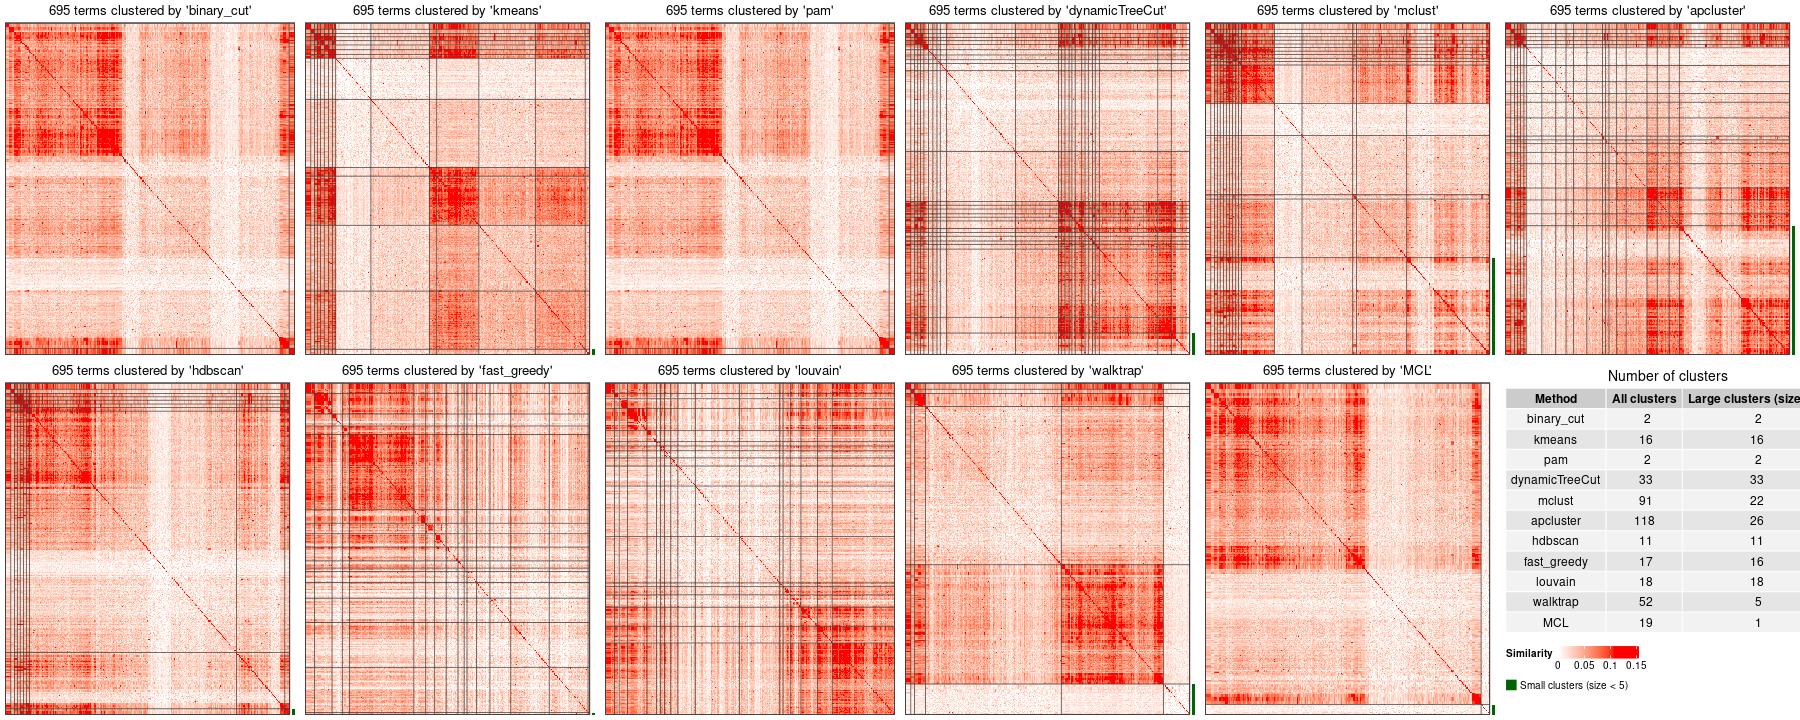 695 terms clustered by 'binary_cut'
695 terms clustered by 'kmeans'
695 terms clustered by 'pam'
695 terms clustered by 'dynamicTreeCut'
695 terms clustered by 'mclust'
695 terms clustered by 'apcluster'
695 terms clustered by 'hdbscan'
695 terms clustered by 'fast_greedy'
695 terms clustered by 'louvain'
695 terms clustered by 'walktrap'
695 terms clustered by 'MCL'
Number of clusters
Method All clusters Large clusters (size
binary_cut 2 2
kmeans 16 16
pam 2 2
dynamicTreeCut 33 33
mclust 91 22
apcluster 118 26
hdbscan 11 11
fast_greedy 17 16
louvain 18 18
walktrap 52 5
MCL 19 1
Similarity
0 0.05 0.1 0.15
Small clusters (size < 5)